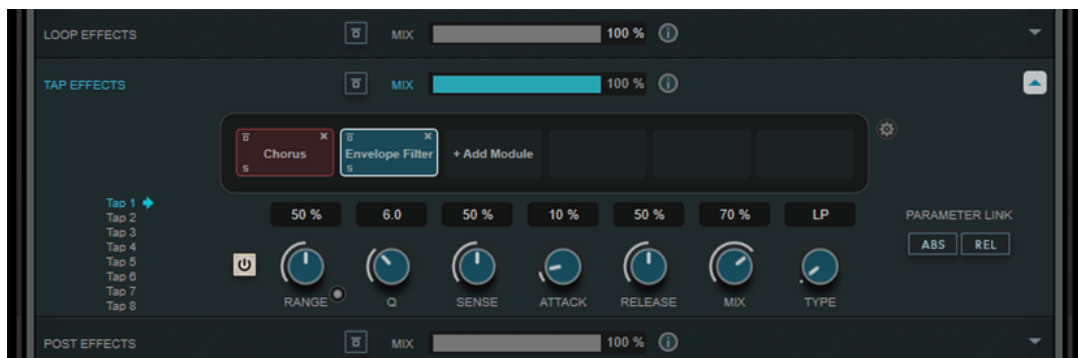 LOOP EFFECTS MIX 100 %
TAP EFFECTS MIX 100 %
Chorus Envelope Filter + Add Module
S S
Tap 1
Tap 2
Tap 3
Tap 4
Tap 5
Tap 6
Tap 7
Tap 8
50 % 6.0 50 % 10 % 50 % 70 % LP
RANGE Q SENSE ATTACK RELEASE MIX TYPE
PARAMETER LINK
ABS REL
POST EFFECTS MIX 100 %